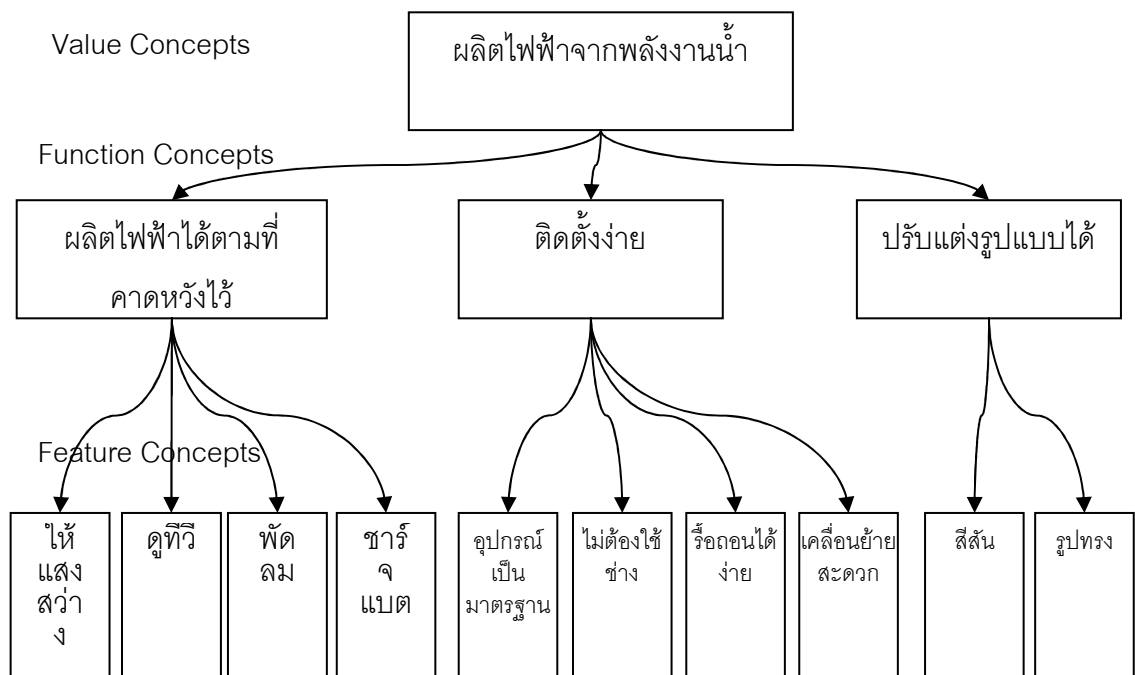 Value Concepts
ผลิตไฟฟ้าจากพลังงานน้ำ
Function Concepts
ผลิตไฟฟ้าได้ตามที่
คาดหวังไว้
ติดตั้งง่าย
ปรับแต่งรูปแบบได้
Feature Concepts
ให้
แสง
สว่า
ง
ดูทีวี
พัด
ลม
ชาร์
จ
แบต
อุปกรณ์
เป็น
มาตรฐาน
ไม่ต้องใช้
ช่าง
รื้อถอนได้
ง่าย
เคลื่อนย้าย
สะดวก
สีสัน
รูปทรง